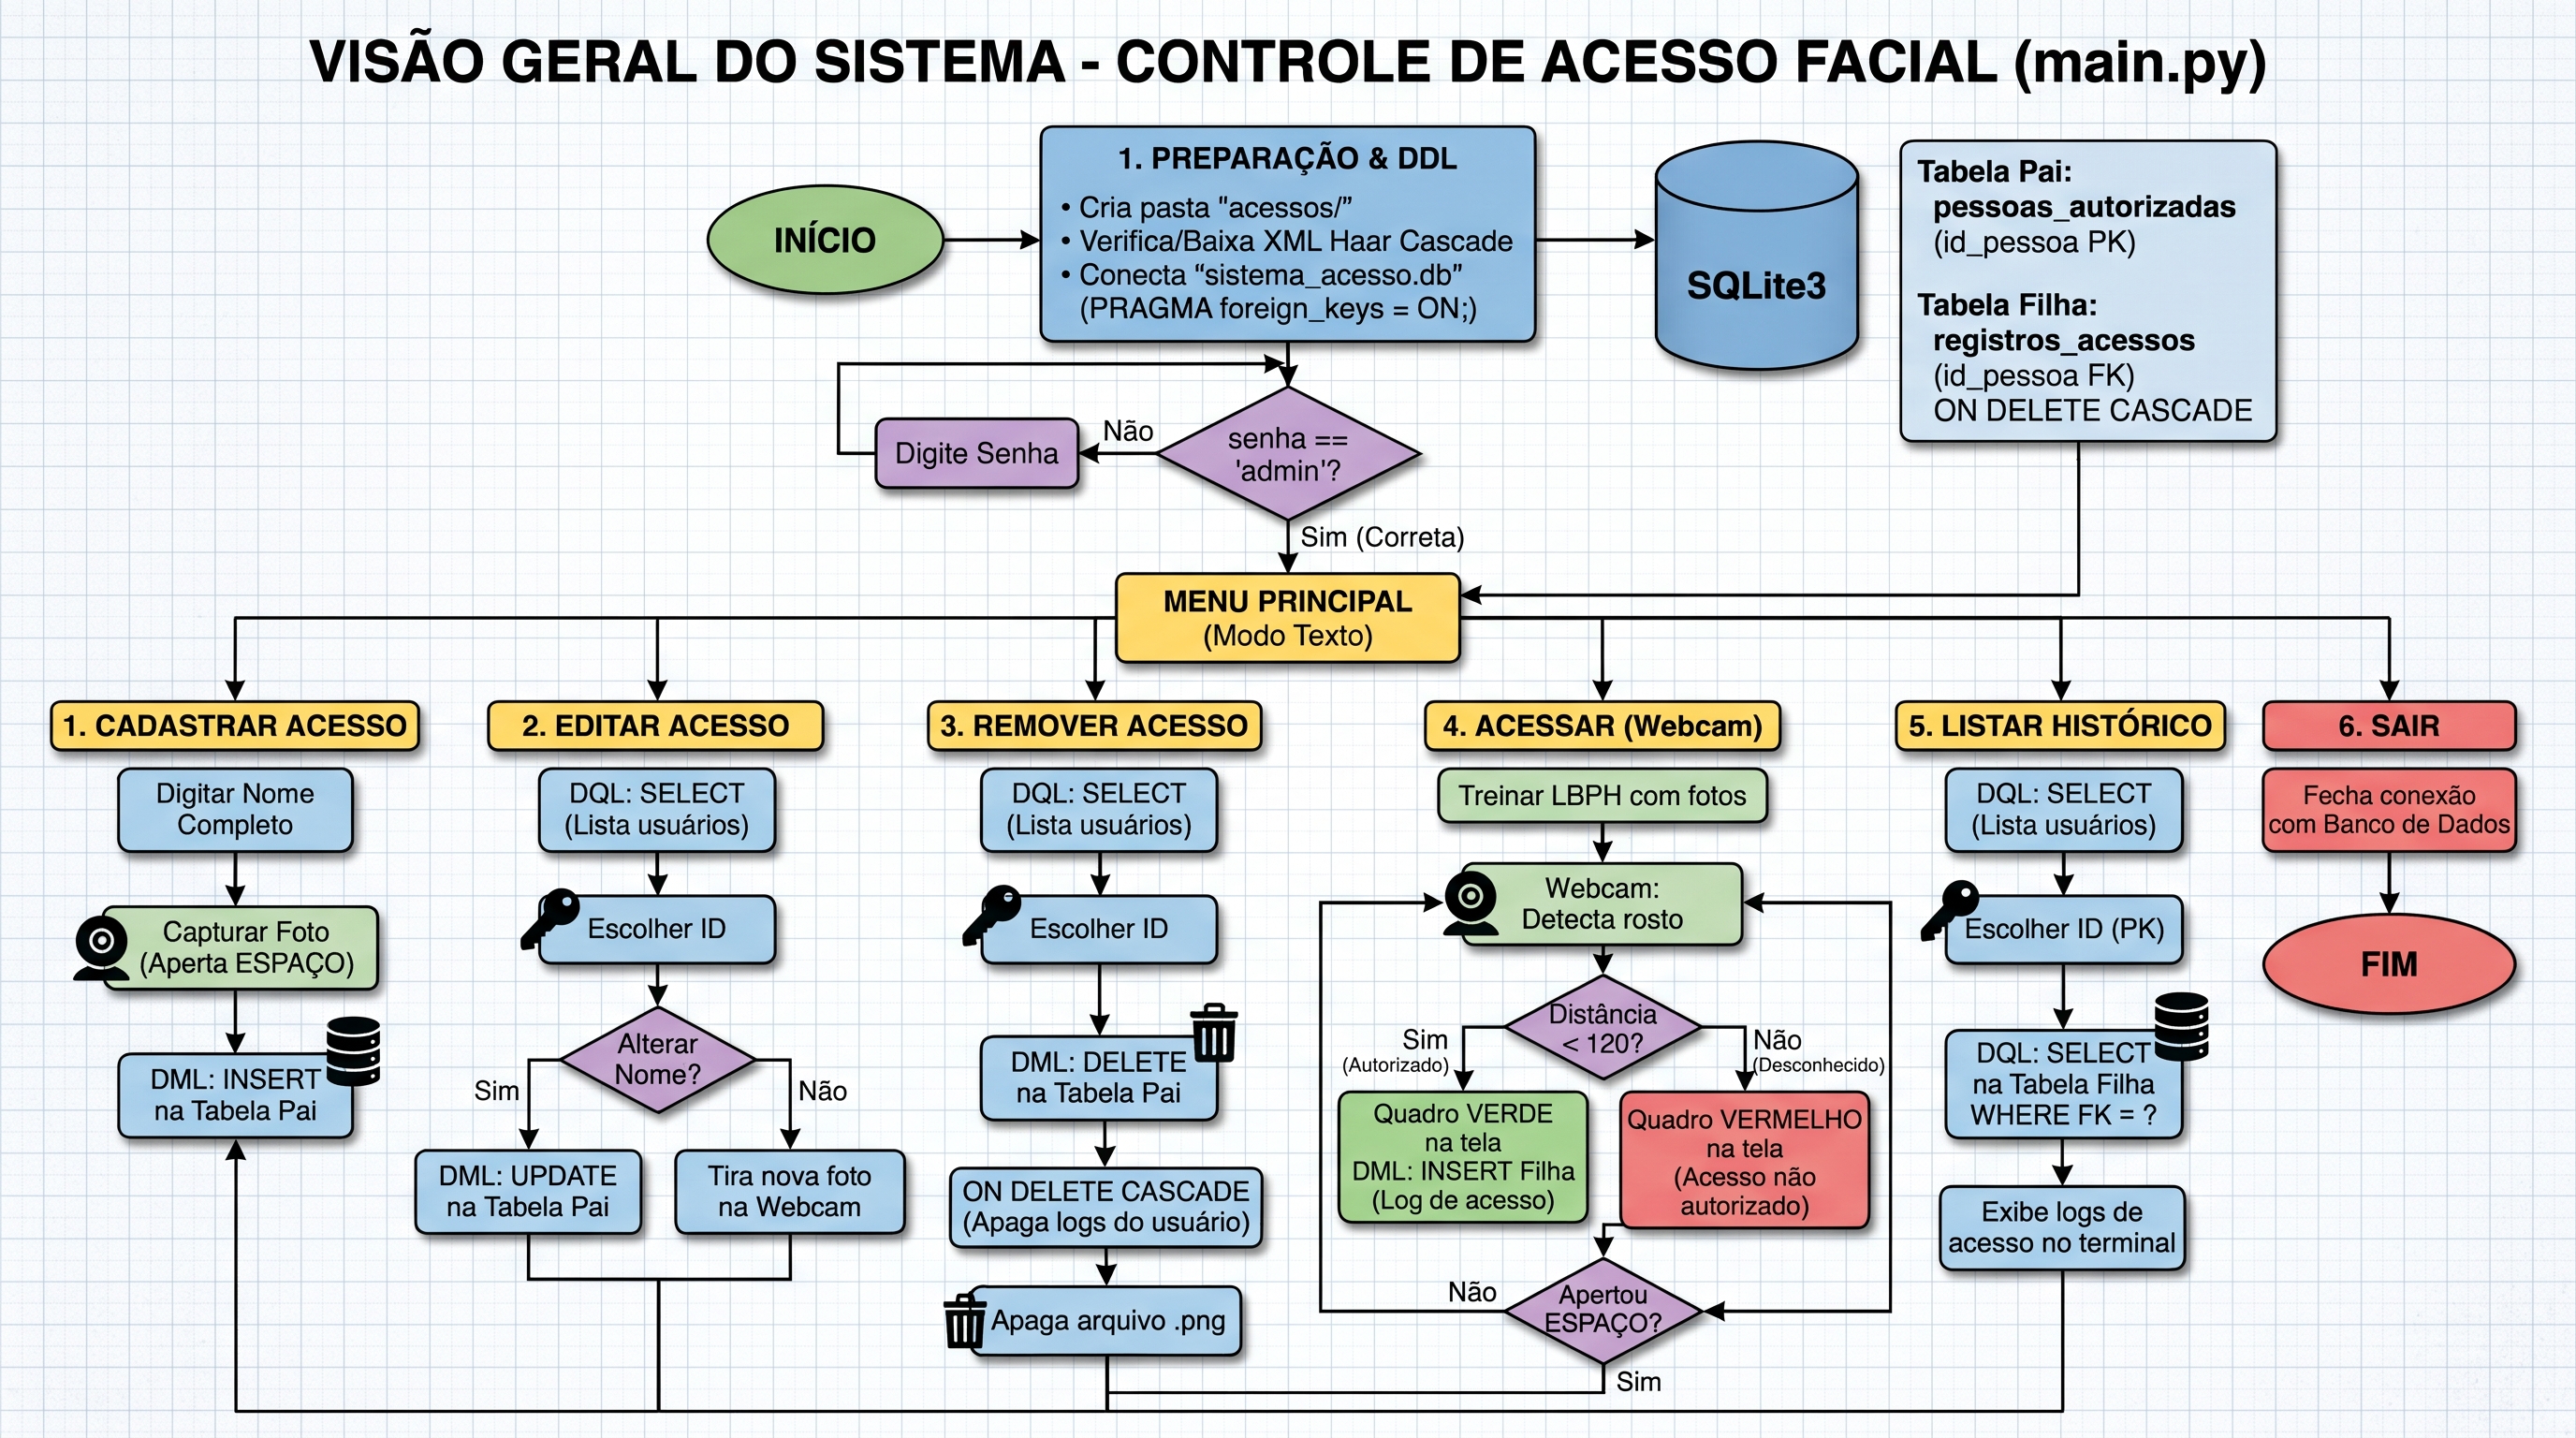 VISÃO GERAL DO SISTEMA - CONTROLE DE ACESSO FACIAL (main.py)
INÍCIO
1. PREPARAÇÃO & DDL
• Cria pasta “acessos/”
• Verifica/Baixa XML Haar Cascade
• Conecta “sistema_acesso.db”
(PRAGMA foreign_keys = ON;)
SQLite3
Tabela Pai:
pessoas_autorizadas
(id_pessoa PK)
Tabela Filha:
registros_acessos
(id_pessoa FK)
ON DELETE CASCADE
Digite Senha
Não
senha ==
'admin'?
Sim (Correta)
MENU PRINCIPAL
(Modo Texto)
1. CADASTRAR ACESSO
Digitar Nome
Completo
Capturar Foto
(Aperta ESPAÇO)
DML: INSERT
na Tabela Pai
2. EDITAR ACESSO
DQL: SELECT
(Lista usuários)
Escolher ID
Alterar
Nome?
Sim
Não
DML: UPDATE
na Tabela Pai
Tira nova foto
na Webcam
3. REMOVER ACESSO
DQL: SELECT
(Lista usuários)
Escolher ID
DML: DELETE
na Tabela Pai
ON DELETE CASCADE
(Apaga logs do usuário)
Apaga arquivo .png
4. ACESSAR (Webcam)
Treinar LBPH com fotos
Webcam:
Detecta rosto
Distância
< 120?
Sim
(Autorizado)
Não
(Desconhecido)
Quadro VERDE
na tela
DML: INSERT Filha
(Log de acesso)
Quadro VERMELHO
na tela
(Acesso não
autorizado)
Não
Apertou
ESPAÇO?
Sim
5. LISTAR HISTÓRICO
DQL: SELECT
(Lista usuários)
Escolher ID (PK)
DQL: SELECT
na Tabela Filha
WHERE FK = ?
Exibe logs de
acesso no terminal
6. SAIR
Fecha conexão
com Banco de Dados
FIM